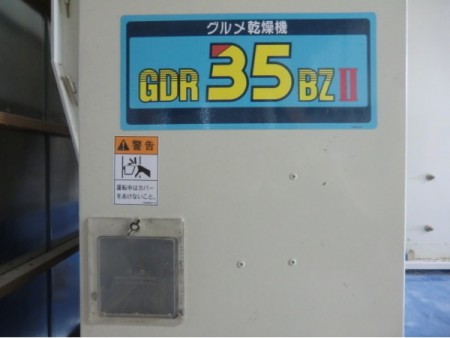 グルメ乾燥機
GDR 35 BZ II
警告
運転中はカバー
をあけないこと。